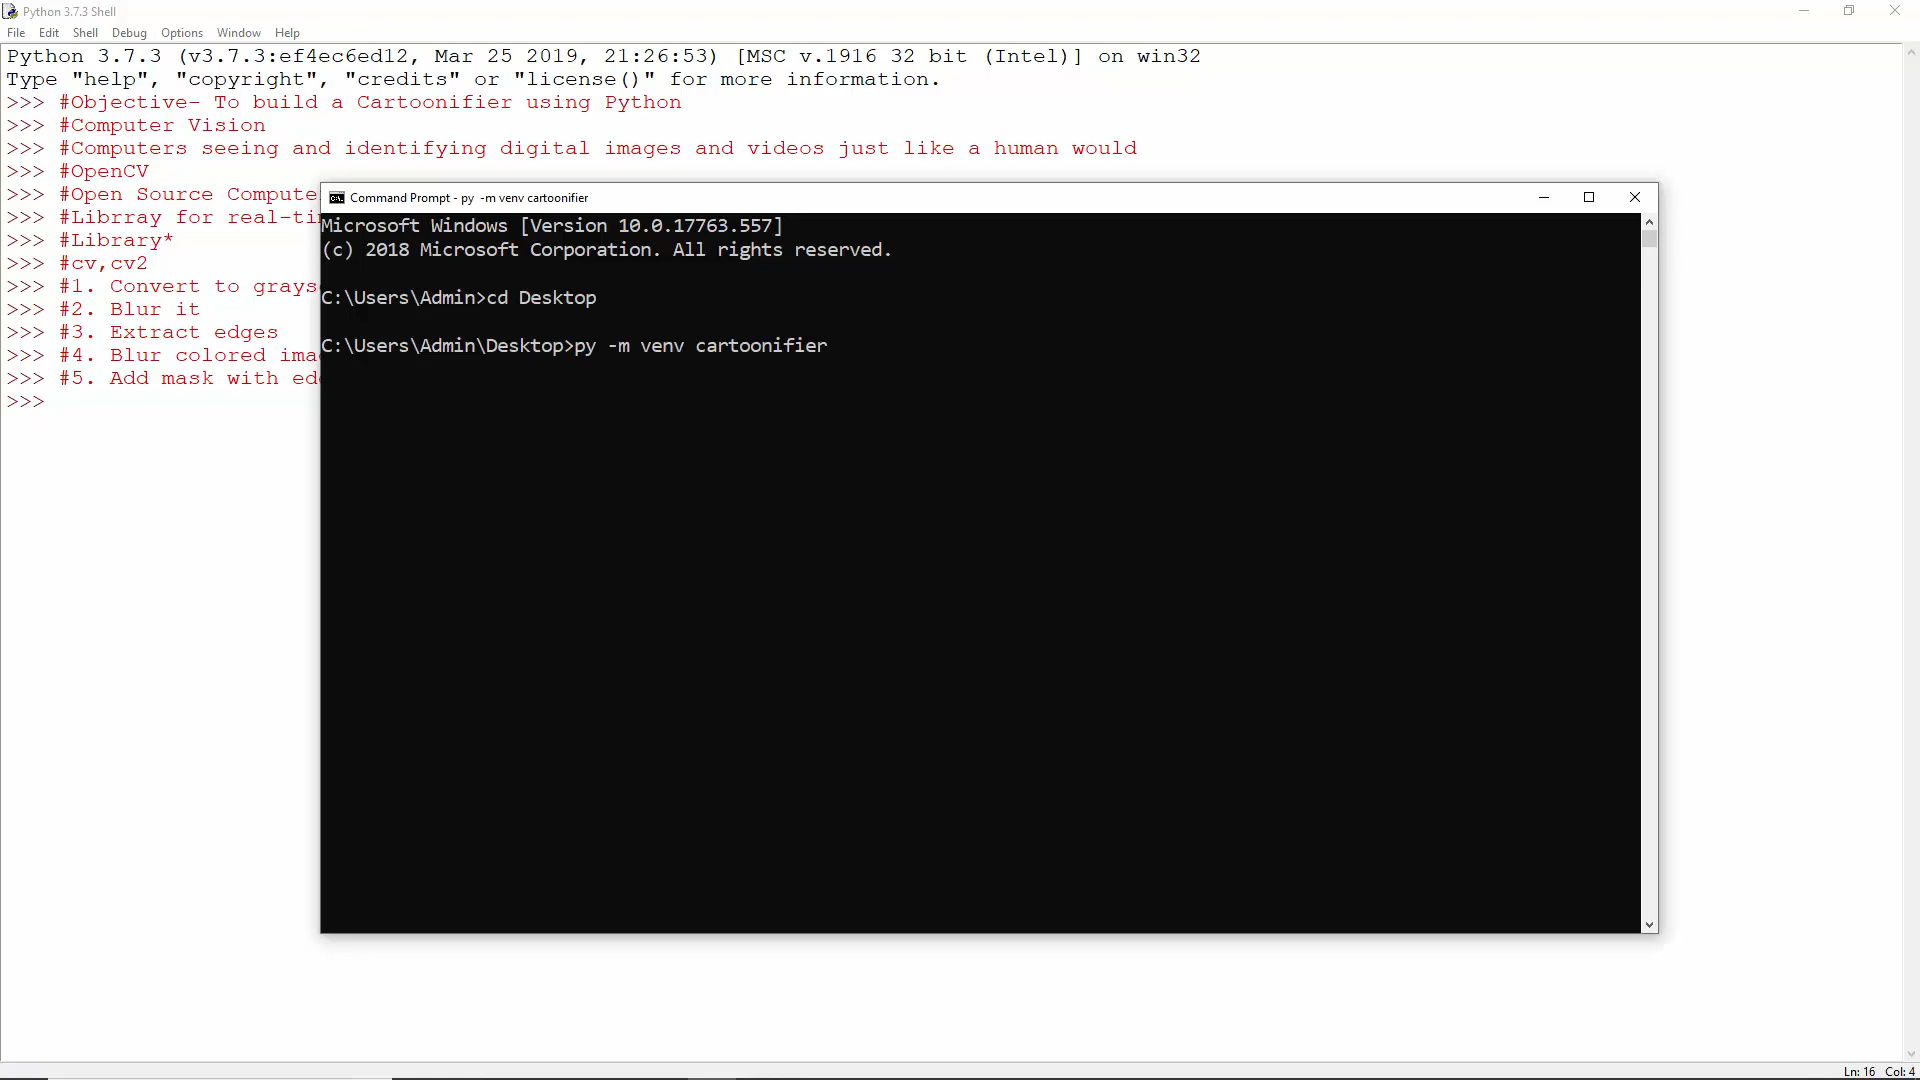 Python 3.7.3 Shell
File Edit Shell Debug Options Window Help
Python 3.7.3 (v3.7.3:ef4ec6ed12, Mar 25 2019, 21:26:53) [MSC v.1916 32 bit (Intel)] on win32
Type "help", "copyright", "credits" or "license()" for more information.
>>> #Objective- To build a Cartoonifier using Python
>>> #Computer Vision
>>> #Computers seeing and identifying digital images and videos just like a human would
>>> #OpenCV
>>> #Open Source Compute
>>> #Librray for real-ti
>>> #Library*
>>> #cv,cv2
>>> #1. Convert to grays
>>> #2. Blur it
>>> #3. Extract edges
>>> #4. Blur colored ima
>>> #5. Add mask with ed
>>>
Command Prompt - py -m venv cartoonifier
Microsoft Windows [Version 10.0.17763.557]
(c) 2018 Microsoft Corporation. All rights reserved.
C:\Users\Admin>cd Desktop
C:\Users\Admin\Desktop>py -m venv cartoonifier
Ln: 16 Col: 4